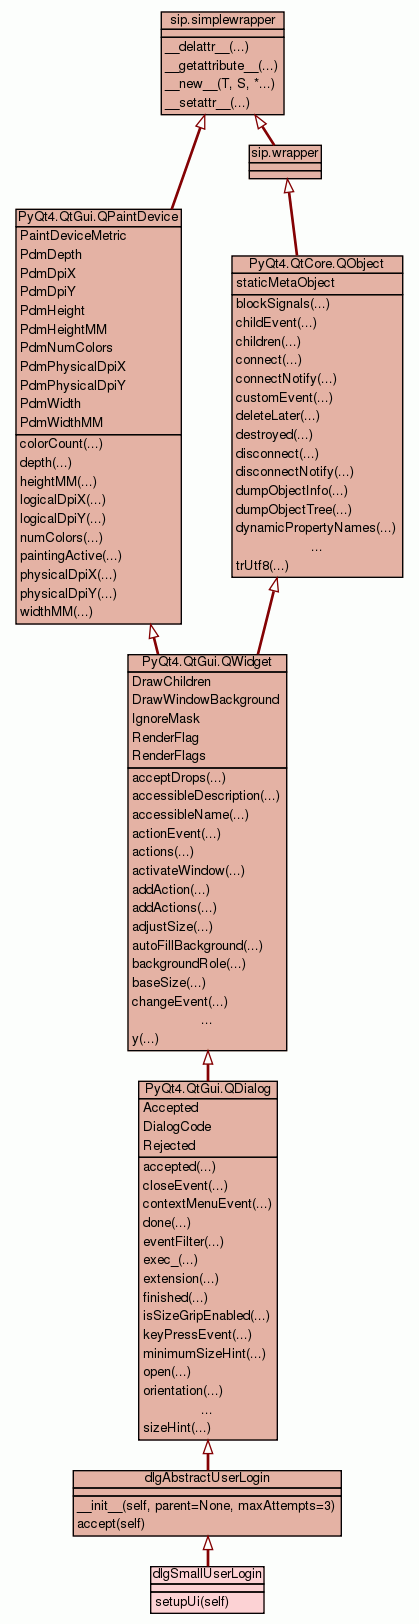 sip.simplewrapper
__delattr__(...)
__getattribute__(...)
__new__(T, S, *...)
__setattr__(...)
sip.wrapper
PyQt4.QtGui.QPaintDevice
PaintDeviceMetric
PdmDepth
PdmDpiX
PdmDpiY
PdmHeight
PdmHeightMM
PdmNumColors
PdmPhysicalDpiX
PdmPhysicalDpiY
PdmWidth
PdmWidthMM
colorCount(...)
depth(...)
heightMM(...)
logicalDpiX(...)
logicalDpiY(...)
numColors(...)
paintingActive(...)
physicalDpiX(...)
physicalDpiY(...)
widthMM(...)
PyQt4.QtCore.QObject
staticMetaObject
blockSignals(...)
childEvent(...)
children(...)
connect(...)
connectNotify(...)
customEvent(...)
deleteLater(...)
destroyed(...)
disconnect(...)
disconnectNotify(...)
dumpObjectInfo(...)
dumpObjectTree(...)
dynamicPropertyNames(...)
...
trUtf8(...)
PyQt4.QtGui.QWidget
DrawChildren
DrawWindowBackground
IgnoreMask
RenderFlag
RenderFlags
acceptDrops(...)
accessibleDescription(...)
accessibleName(...)
actionEvent(...)
actions(...)
activateWindow(...)
addAction(...)
addActions(...)
adjustSize(...)
autoFillBackground(...)
backgroundRole(...)
baseSize(...)
changeEvent(...)
...
y(...)
PyQt4.QtGui.QDialog
Accepted
DialogCode
Rejected
accepted(...)
closeEvent(...)
contextMenuEvent(...)
done(...)
eventFilter(...)
exec_(...)
extension(...)
finished(...)
isSizeGripEnabled(...)
keyPressEvent(...)
minimumSizeHint(...)
open(...)
orientation(...)
...
sizeHint(...)
dlgAbstractUserLogin
__init__(self, parent=None, maxAttempts=3)
accept(self)
dlgSmallUserLogin
setupUi(self)